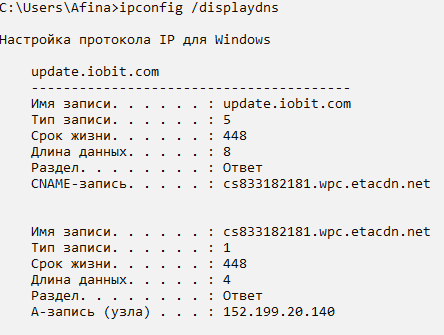 C:\Users\Afina>ipconfig /displaydns
Настройка протокола IP для Windows
update.iobit.com
----------------------------------------
Имя записи. . . . . . : update.iobit.com
Тип записи. . . . . . : 5
Срок жизни. . . . . . : 448
Длина данных. . . . . : 8
Раздел. . . . . . . . : Ответ
CNAME-запись. . . . . : cs833182181.wpc.etacdn.net
Имя записи. . . . . . : cs833182181.wpc.etacdn.net
Тип записи. . . . . . : 1
Срок жизни. . . . . . : 448
Длина данных. . . . . : 4
Раздел. . . . . . . . : Ответ
А-запись (узла) . . . : 152.199.20.140